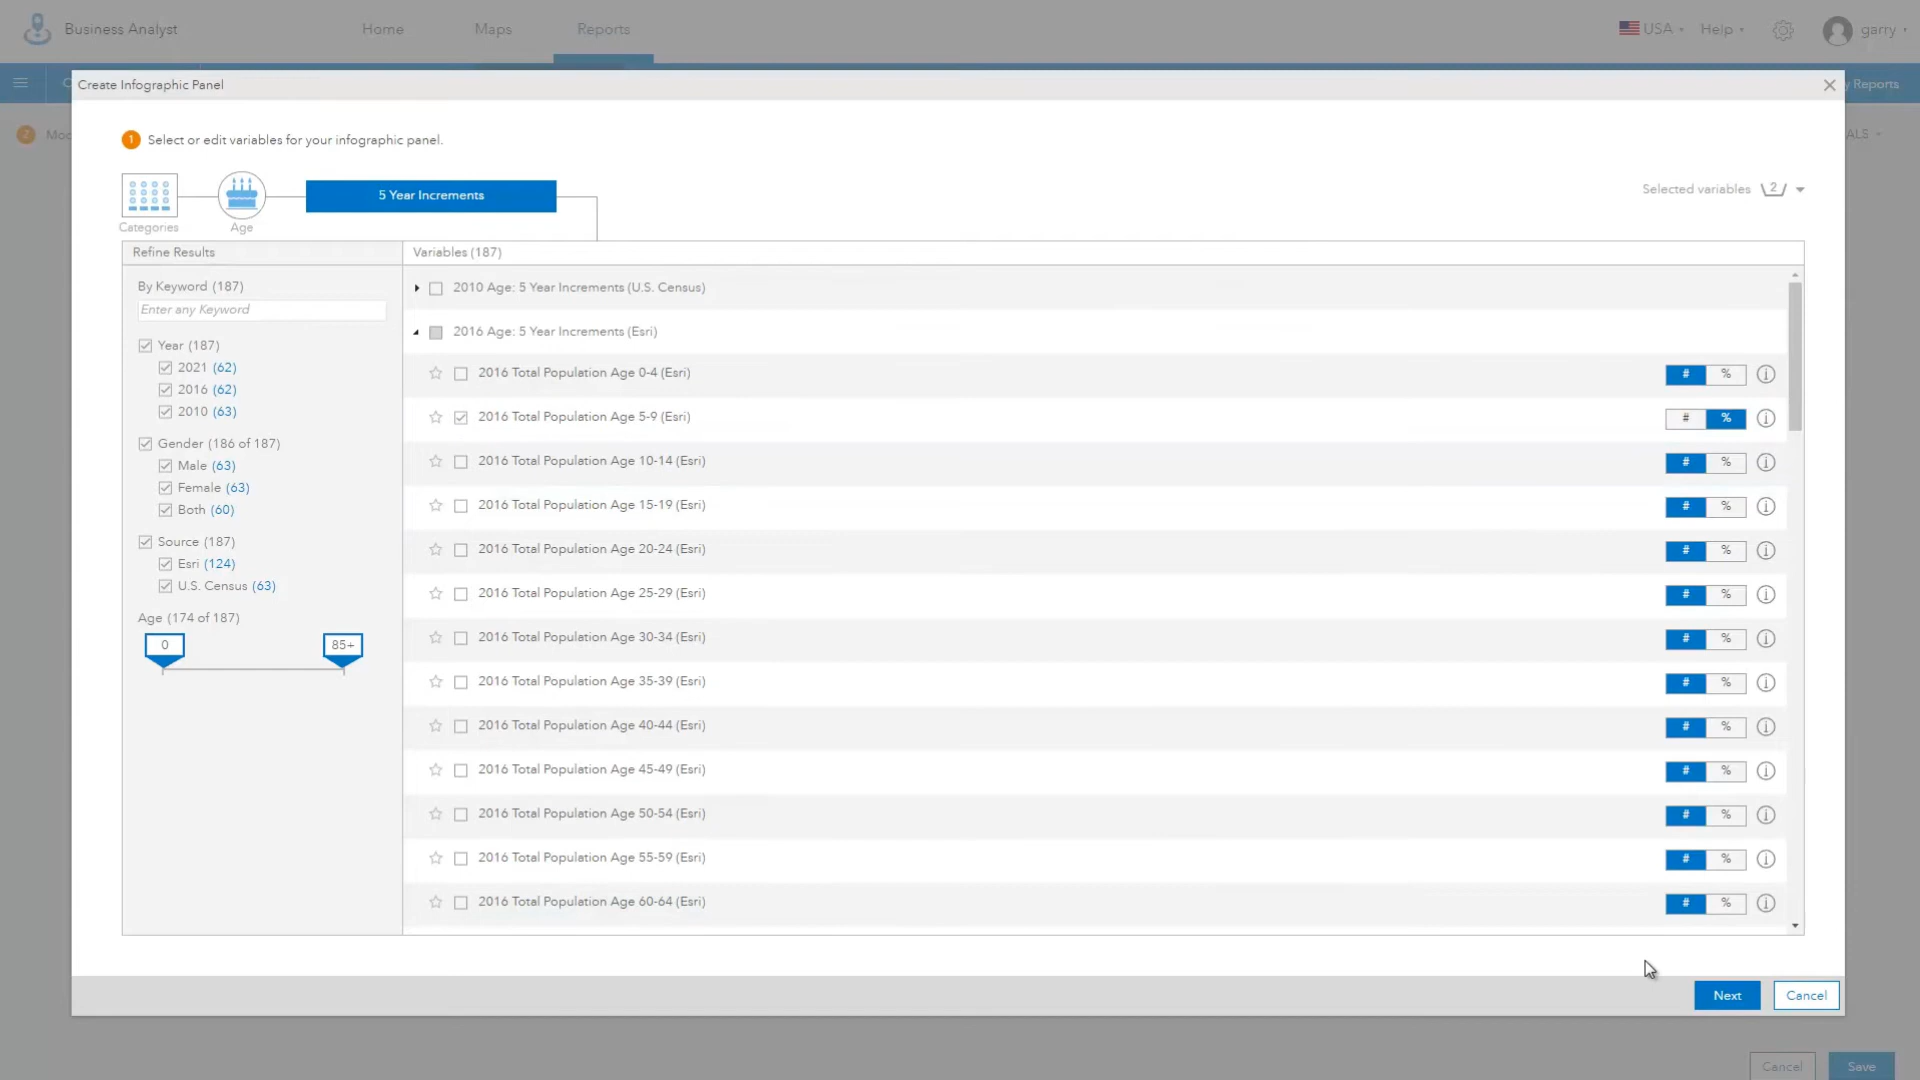 Business Analyst
Home
Maps
Reports
USA
Help
garry
Create Infographic Panel
Reports
ALS
1 Select or edit variables for your infographic panel.
5 Year Increments
Selected variables 2
Categories
Age
Refine Results
Variables (187)
By Keyword (187)
Enter any Keyword
Year (187)
2021 (62)
2016 (62)
2010 (63)
Gender (186 of 187)
Male (63)
Female (63)
Both (60)
Source (187)
Esri (124)
U.S. Census (63)
Age (174 of 187)
0
85+
2010 Age: 5 Year Increments (U.S. Census)
2016 Age: 5 Year Increments (Esri)
2016 Total Population Age 0-4 (Esri) # %
2016 Total Population Age 5-9 (Esri) # %
2016 Total Population Age 10-14 (Esri) # %
2016 Total Population Age 15-19 (Esri) # %
2016 Total Population Age 20-24 (Esri) # %
2016 Total Population Age 25-29 (Esri) # %
2016 Total Population Age 30-34 (Esri) # %
2016 Total Population Age 35-39 (Esri) # %
2016 Total Population Age 40-44 (Esri) # %
2016 Total Population Age 45-49 (Esri) # %
2016 Total Population Age 50-54 (Esri) # %
2016 Total Population Age 55-59 (Esri) # %
2016 Total Population Age 60-64 (Esri) # %
Next
Cancel
Cancel
Save